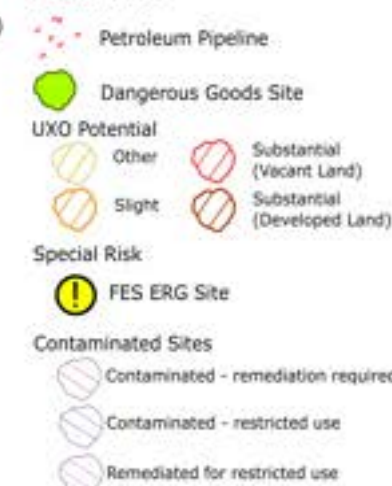 Petroleum Pipeline
Dangerous Goods Site
UXO Potential
Other
Substantial
(Vacant Land)
Slight
Substantial
(Developed Land)
Special Risk
!
FES ERG Site
Contaminated Sites
Contaminated - remediation required
Contaminated - restricted use
Remediated for restricted use